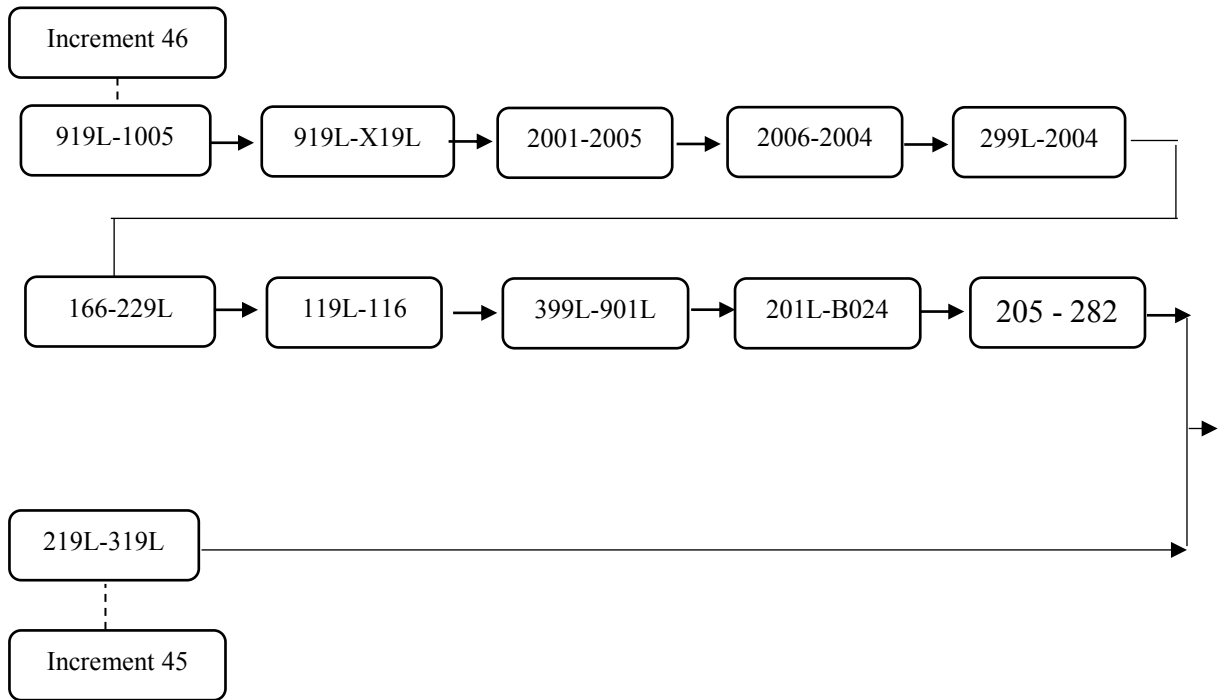 Increment 46
919L-1005
919L-X19L
2001-2005
2006-2004
299L-2004
166-229L
119L-116
399L-901L
201L-B024
205 - 282
219L-319L
Increment 45